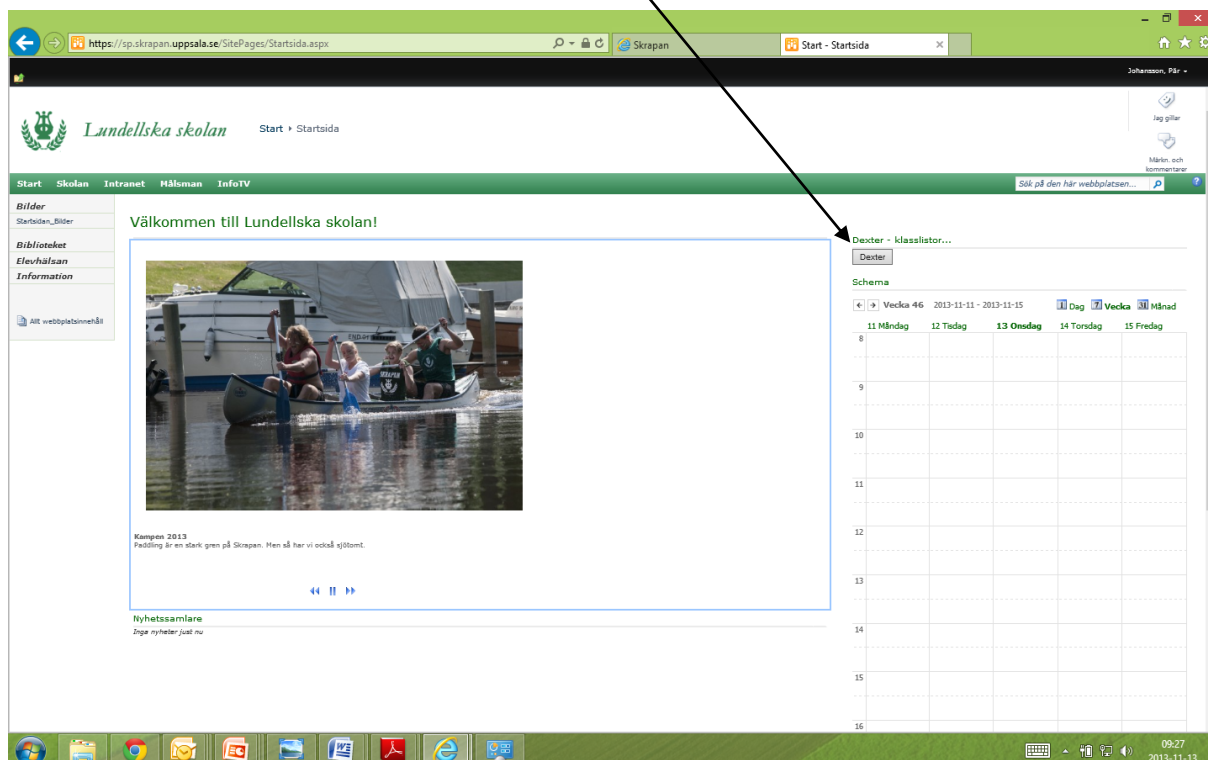 https://sp.skrapan.uppsala.se/SitePages/Startsida.aspx
Skrapan
Start - Startsida
Johansson, Pär
Lundellska skolan
Start › Startsida
Jag gillar
Märkn. och
kommentarer
Start Skolan Intranet Målsman InfoTV
Sök på den här webbplatsen...
Bilder
Startsidan_Bilder
Biblioteket
Elevhälsan
Information
Allt webbplatsinnehåll
Välkommen till Lundellska skolan!
SKRAPAN
Kampen 2013
Paddling är en stark gren på Skrapan. Men så har vi också sjötomt.
Nyhetssamlare
Inga nyheter just nu
Dexter - klasslistor...
Dexter
Schema
Vecka 46 2013-11-11 - 2013-11-15
1 Dag 7 Vecka 31 Månad
11 Måndag 12 Tisdag 13 Onsdag 14 Torsdag 15 Fredag
8
9
10
11
12
13
14
15
16
09:27
2013-11-13